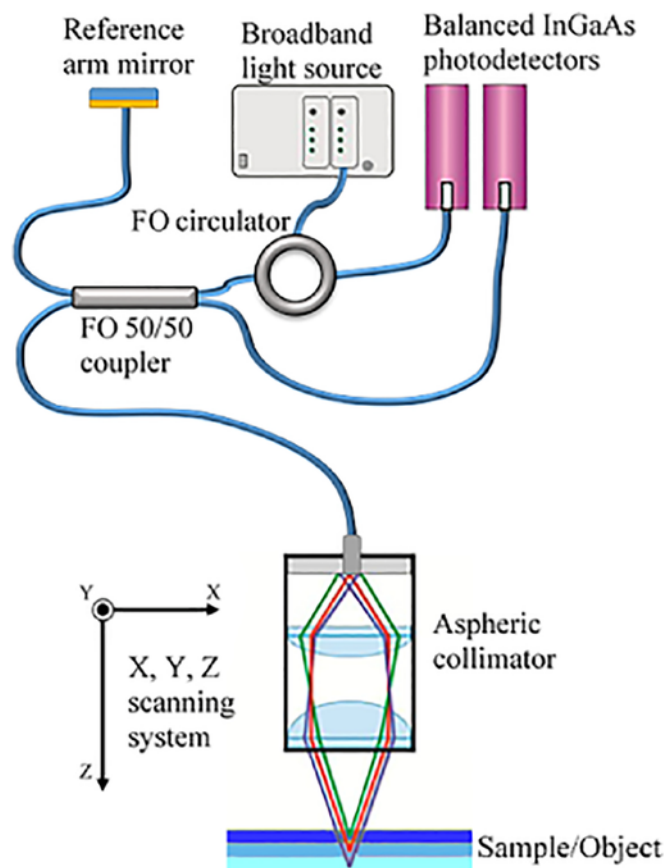 Reference
arm mirror
Broadband
light source
Balanced InGaAs
photodetectors
FO circulator
FO 50/50
coupler
Y
X
X, Y, Z
scanning
system
Z
Aspheric
collimator
Sample/Object